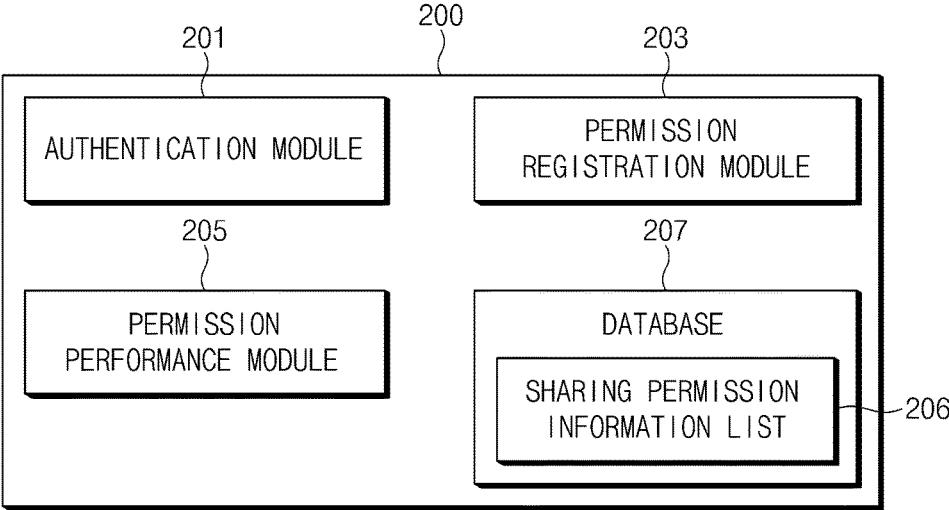 200
201
203
AUTHENTICATION MODULE
PERMISSION
REGISTRATION MODULE
205
207
PERMISSION
PERFORMANCE MODULE
DATABASE
SHARING PERMISSION
INFORMATION LIST
206